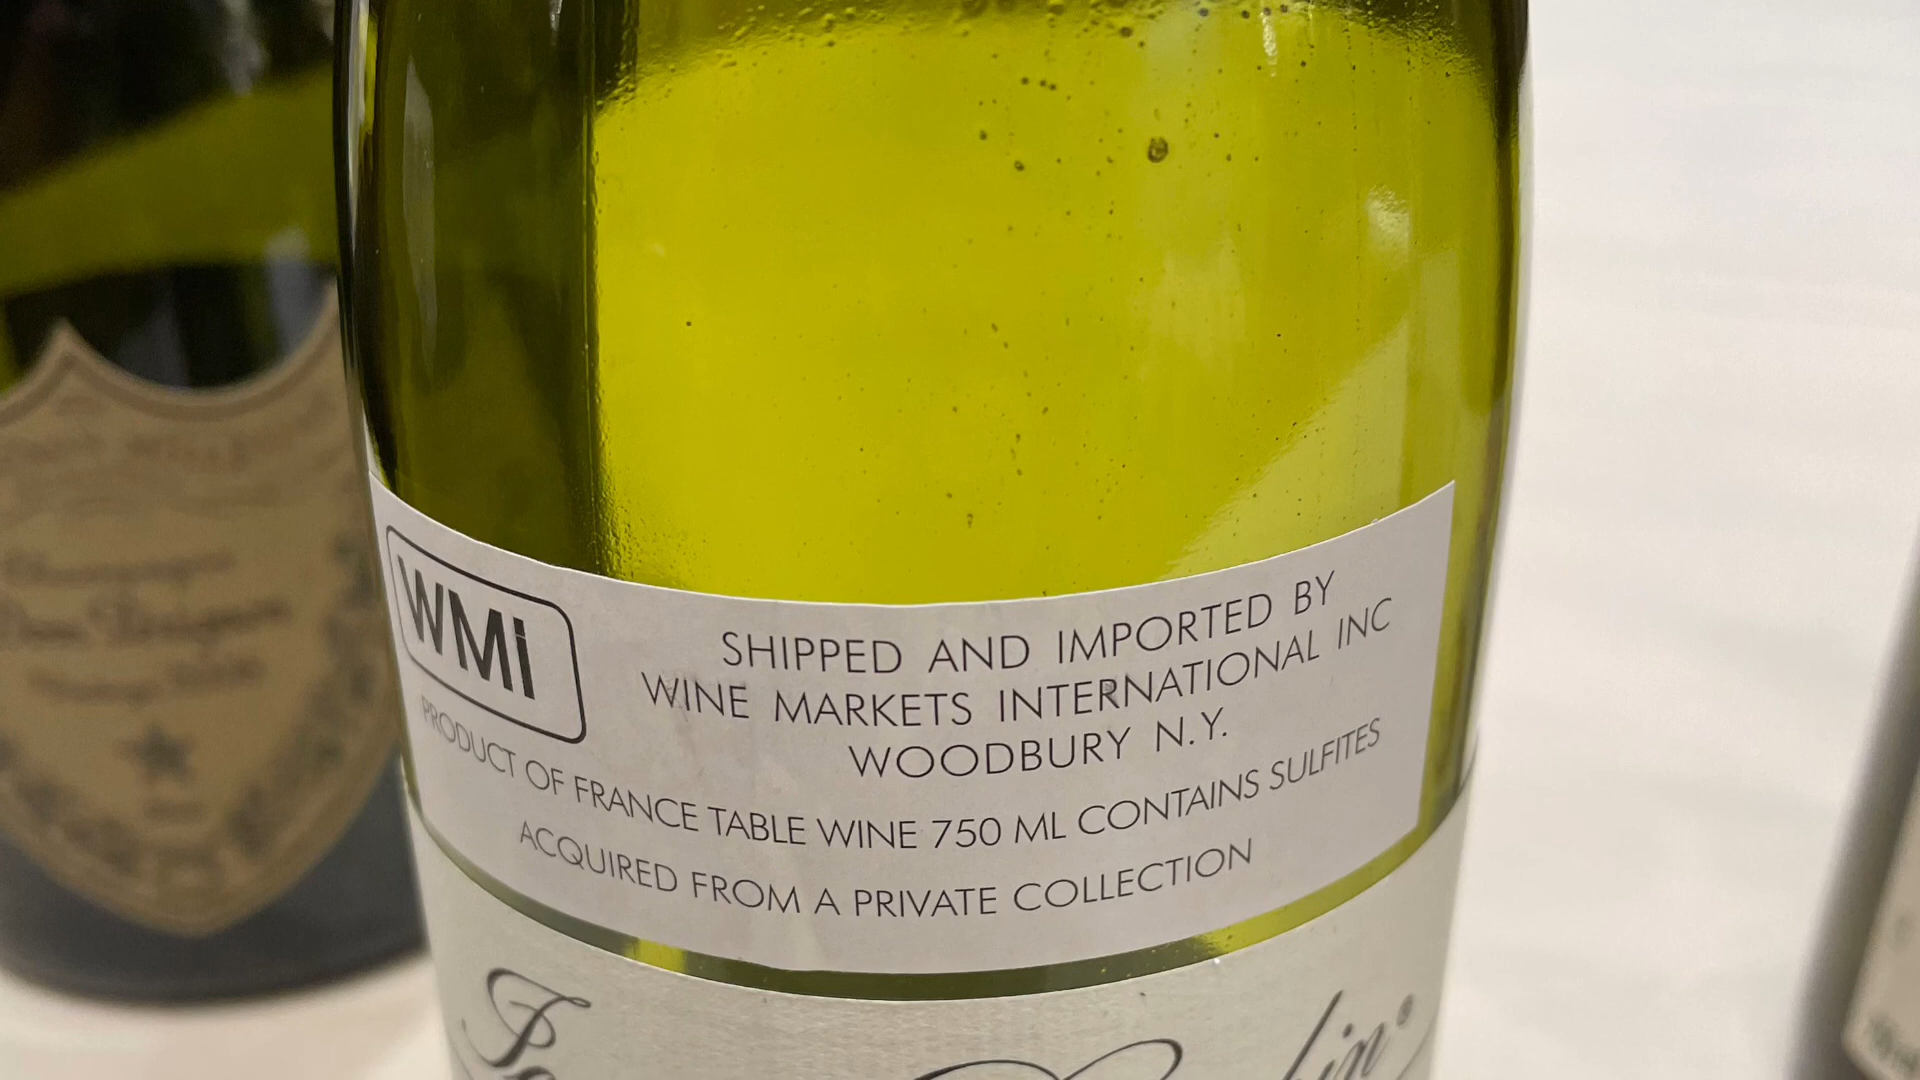 WMi
SHIPPED AND IMPORTED BY
WINE MARKETS INTERNATIONAL INC
WOODBURY N.Y.
PRODUCT OF FRANCE TABLE WINE 750 ML CONTAINS SULFITES
ACQUIRED FROM A PRIVATE COLLECTION